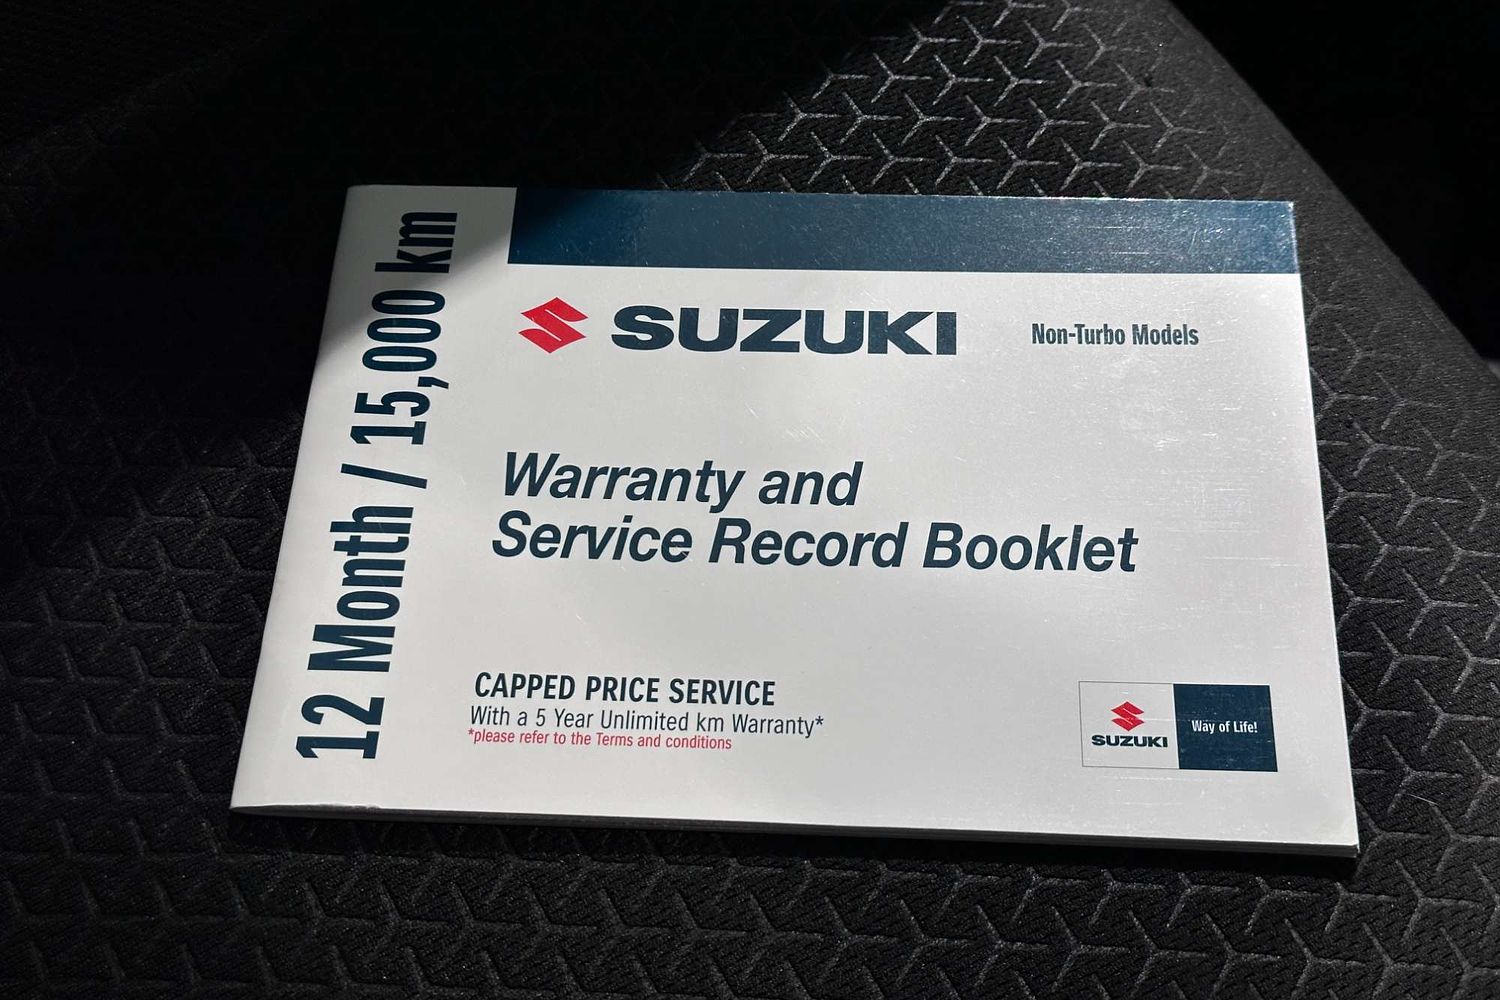 12 Month / 15,000 km
SUZUKI
Non-Turbo Models
Warranty and
Service Record Booklet
CAPPED PRICE SERVICE
With a 5 Year Unlimited km Warranty*
*please refer to the Terms and conditions
SUZUKI
Way of Life!